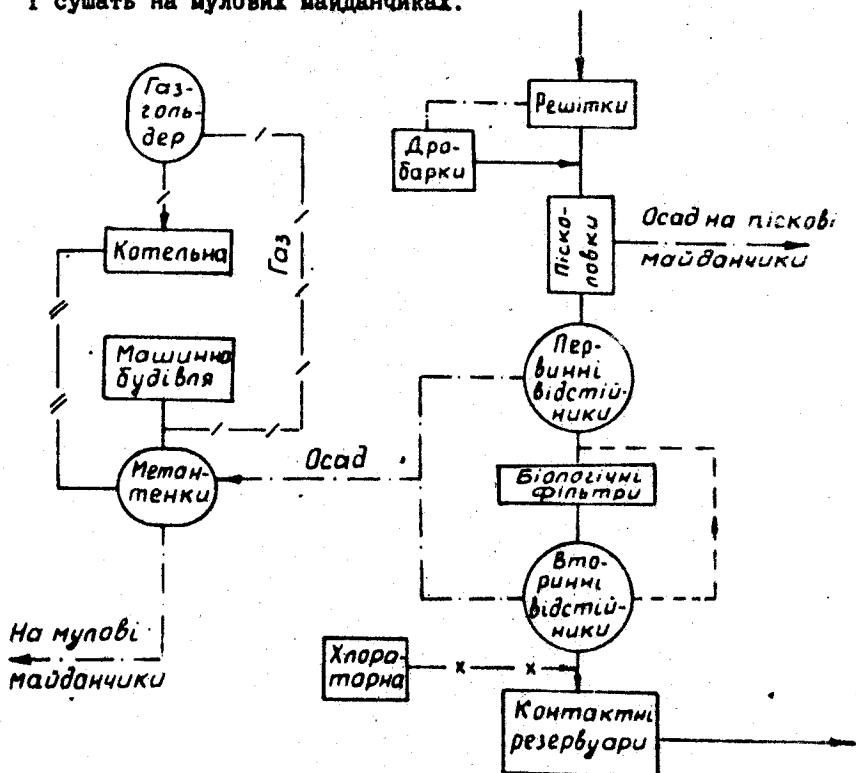 і сушать на мулових майданчиках.
Газ-
голь-
дер
Решітки
Дро-
барки
Піско-
ловки
Осад на піскові
майданчики
Котельна
Газ
Машинна
будівля
Пер-
винні
відстій-
ники
Осад
Метан-
тенки
Біологічні
фільтри
Вто-
ринні
відстій-
ники
На мулові
майданчики
Хлора-
торна
x x
Контактні
резервуари